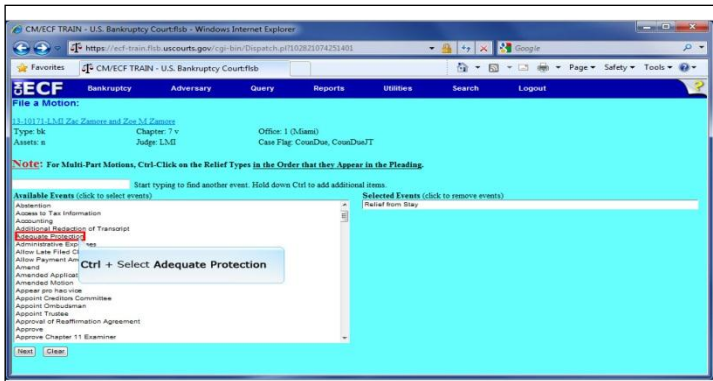 CM/ECF TRAIN - U.S. Bankruptcy Court:flsb - Windows Internet Explorer
https://ecf-train.flsb.uscourts.gov/cgi-bin/Dispatch.pl?102821074251401
Google
Favorites CM/ECF TRAIN - U.S. Bankruptcy Court:flsb
Page Safety Tools
ECF Bankruptcy Adversary Query Reports Utilities Search Logout
File a Motion:
13-10171-LMI Zac Zamore and Zoe M Zamore
Type: bk Chapter: 7 v Office: 1 (Miami)
Assets: n Judge: LMI Case Flag: CounDue, CounDueJT
Note: For Multi-Part Motions, Ctrl-Click on the Relief Types in the Order that they Appear in the Pleading.
Start typing to find another event. Hold down Ctrl to add additional items.
Available Events (click to select events) Selected Events (click to remove events)
Abstention Relief from Stay
Access to Tax Information
Accounting
Additional Redaction of Transcript
Adequate Protection
Administrative Expenses
Allow Late Filed Cl
Allow Payment Am
Amend
Amended Applicat
Amended Motion
Ctrl + Select Adequate Protection
Appear pro hac vice
Appoint Creditors Committee
Appoint Ombudsman
Appoint Trustee
Approval of Reaffirmation Agreement
Approve
Approve Chapter 11 Examiner
Next Clear